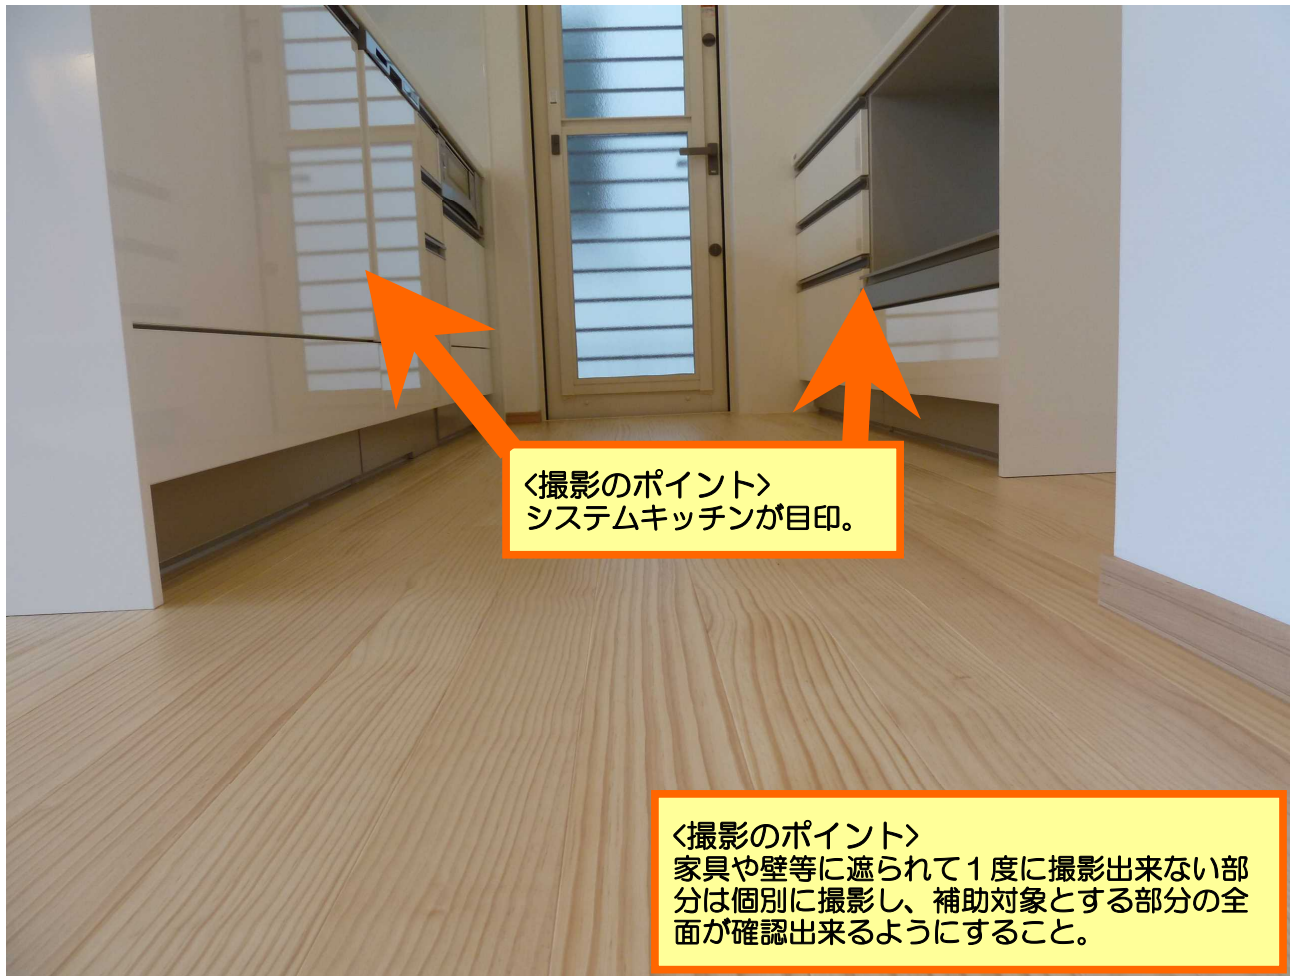 <撮影のポイント>
システムキッチンが目印。
<撮影のポイント>
家具や壁等に遮られて１度に撮影出来ない部
分は個別に撮影し、補助対象とする部分の全
面が確認出来るようにすること。